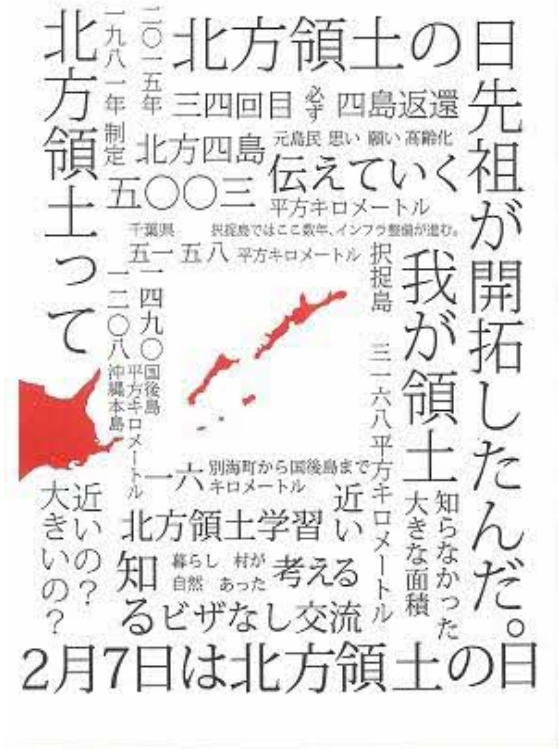 北方領土の日
先祖が開拓したんだ。
北方領土って
一九八一年 制定
二〇一五年
三四回目 必ず 四島返還
北方四島
元島民 思い 願い 高齢化
伝えていく
五〇〇三
平方キロメートル
千葉県
択捉島ではここ数年、インフラ整備が進む。
五一五八 平方キロメートル
択捉島
三一六八平方キロメートル
我が領土
知らなかった
大きな面積
一四九〇
国後島
平方キロメートル
一二〇八
沖縄本島
一六
別海町から国後島まで
キロメートル
近い
近いの?
大きいの?
北方領土学習
知る
暮らし 村が
自然 あった
考える
ビザなし交流
2月7日は北方領土の日